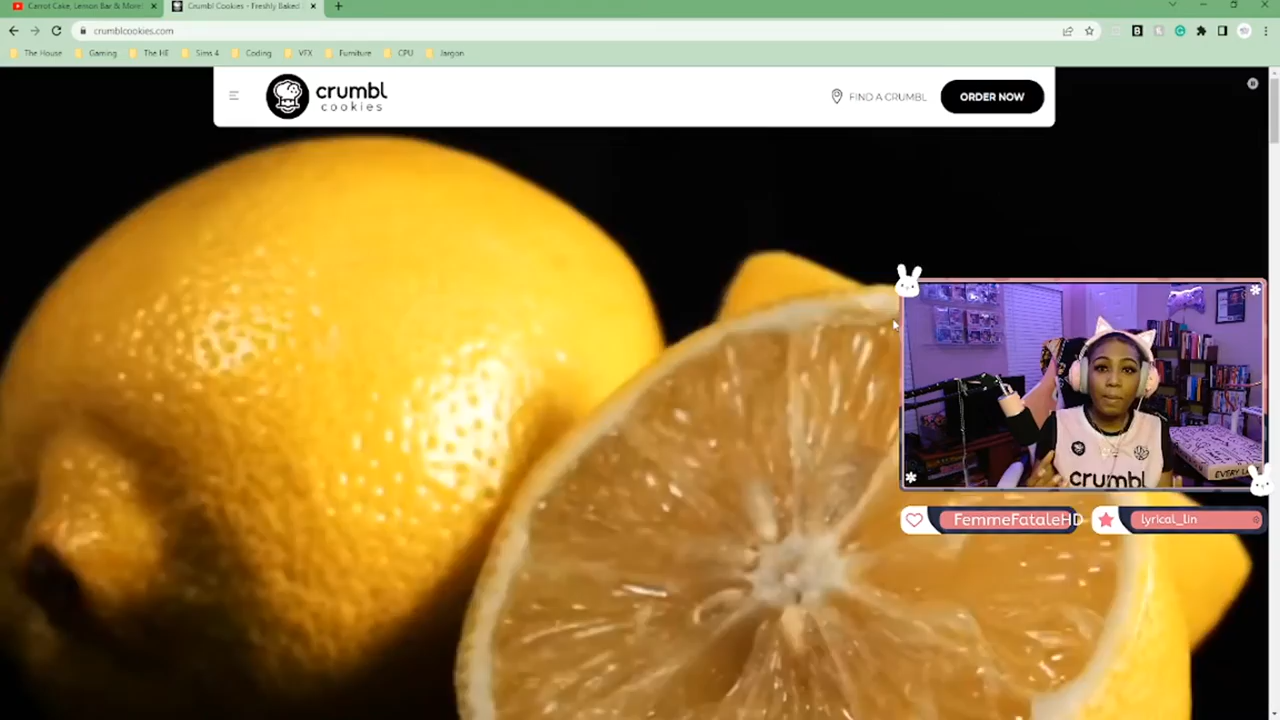 Carrot Cake, Lemon Bar & More!
Crumbl Cookies - Freshly Baked
crumblcookies.com
The House
Gaming
The HE
Sims 4
Coding
VFX
Furniture
CPU
Jargon
crumbl
cookies
FIND A CRUMBL
ORDER NOW
crumbl
EVERY
FemmeFataleHD
lyrical_lin